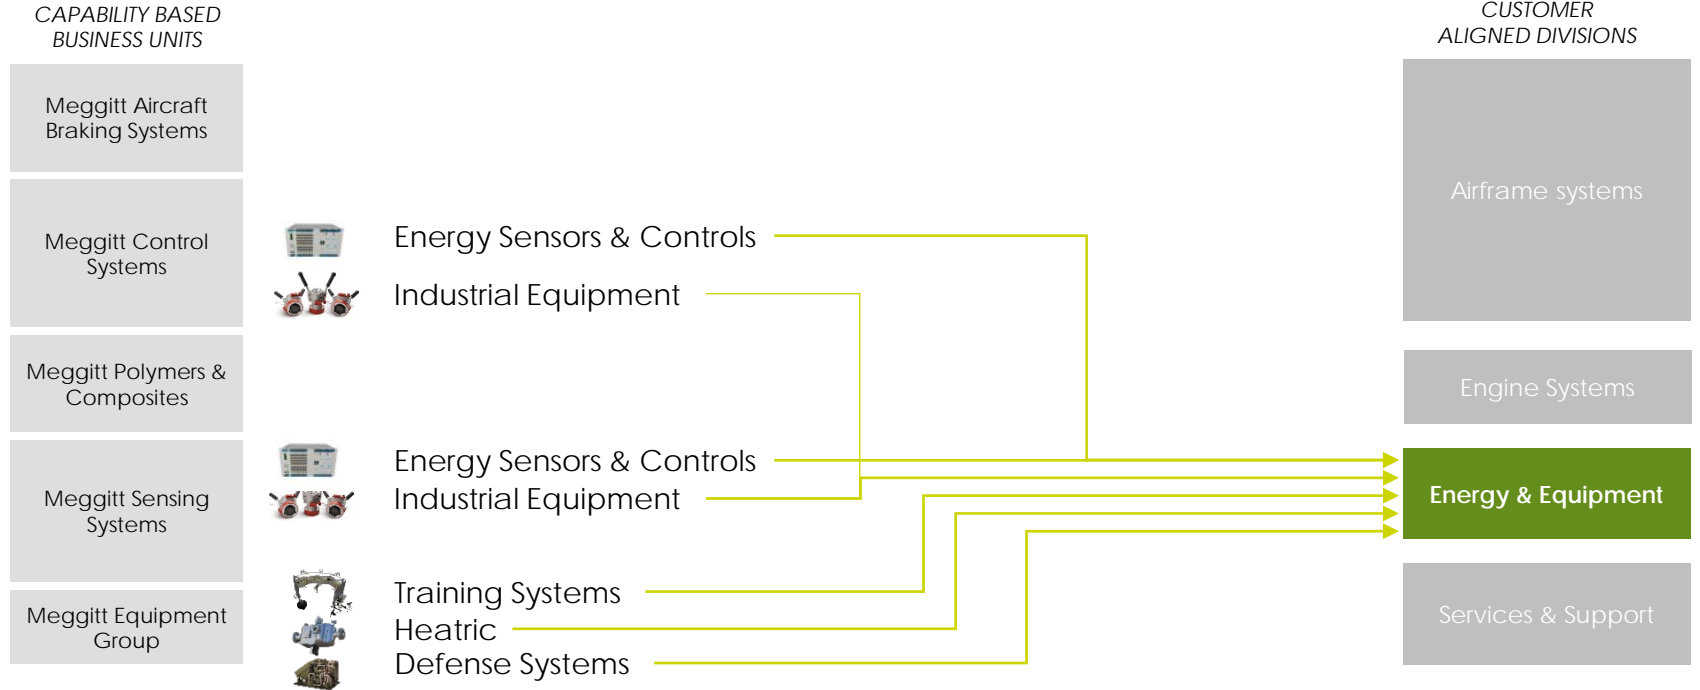 CAPABILITY BASED
BUSINESS UNITS
Meggitt Aircraft
Braking Systems
Meggitt Control
Systems
Meggitt Polymers &
Composites
Meggitt Sensing
Systems
Meggitt Equipment
Group
Energy Sensors & Controls
Industrial Equipment
Energy Sensors & Controls
Industrial Equipment
Training Systems
Heatric
Defense Systems
CUSTOMER
ALIGNED DIVISIONS
Airframe systems
Engine Systems
Energy & Equipment
Services & Support